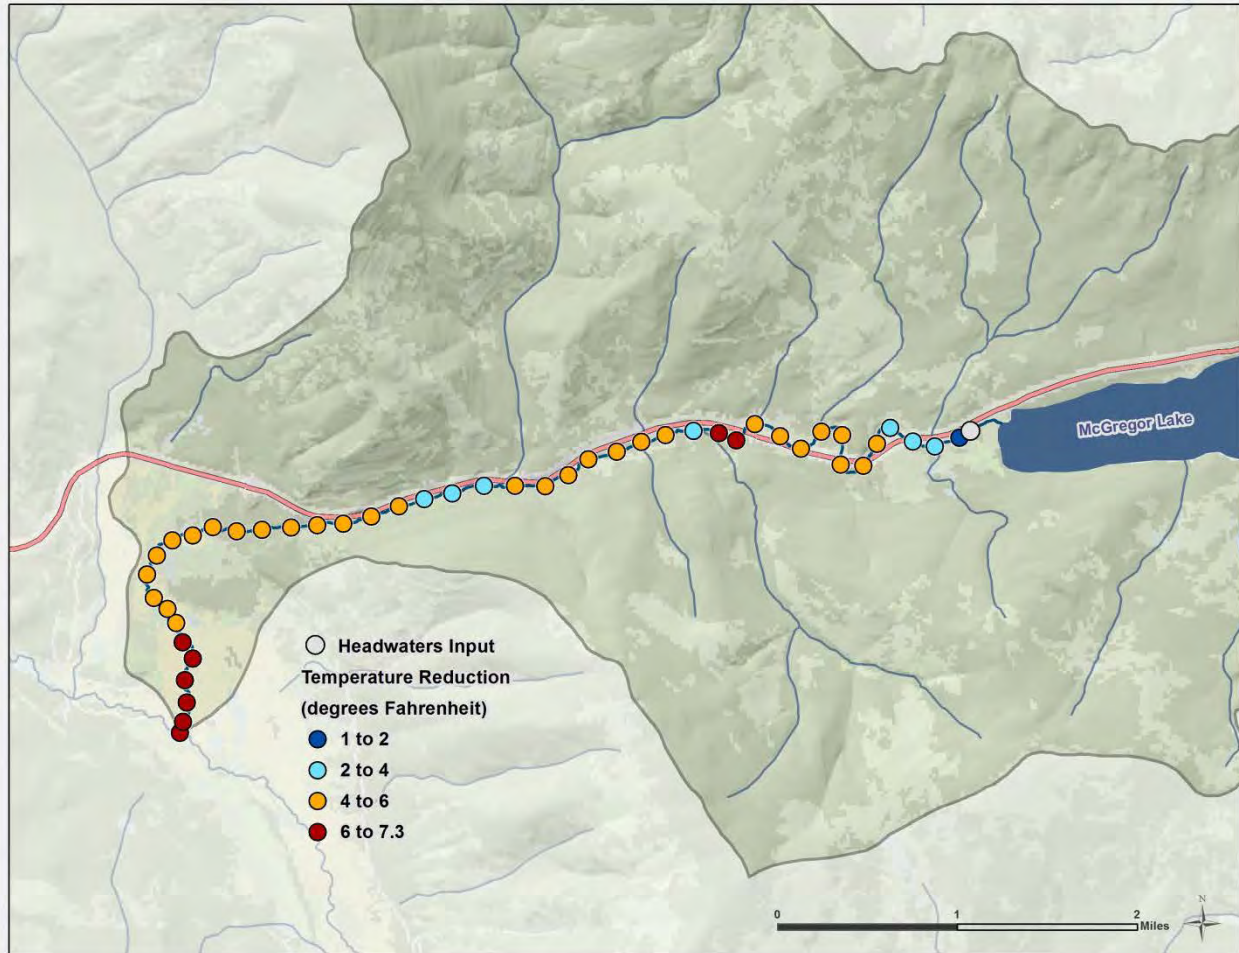 McGregor Lake
Headwaters Input
Temperature Reduction
(degrees Fahrenheit)
1 to 2
2 to 4
4 to 6
6 to 7.3
N
0 1 2
Miles